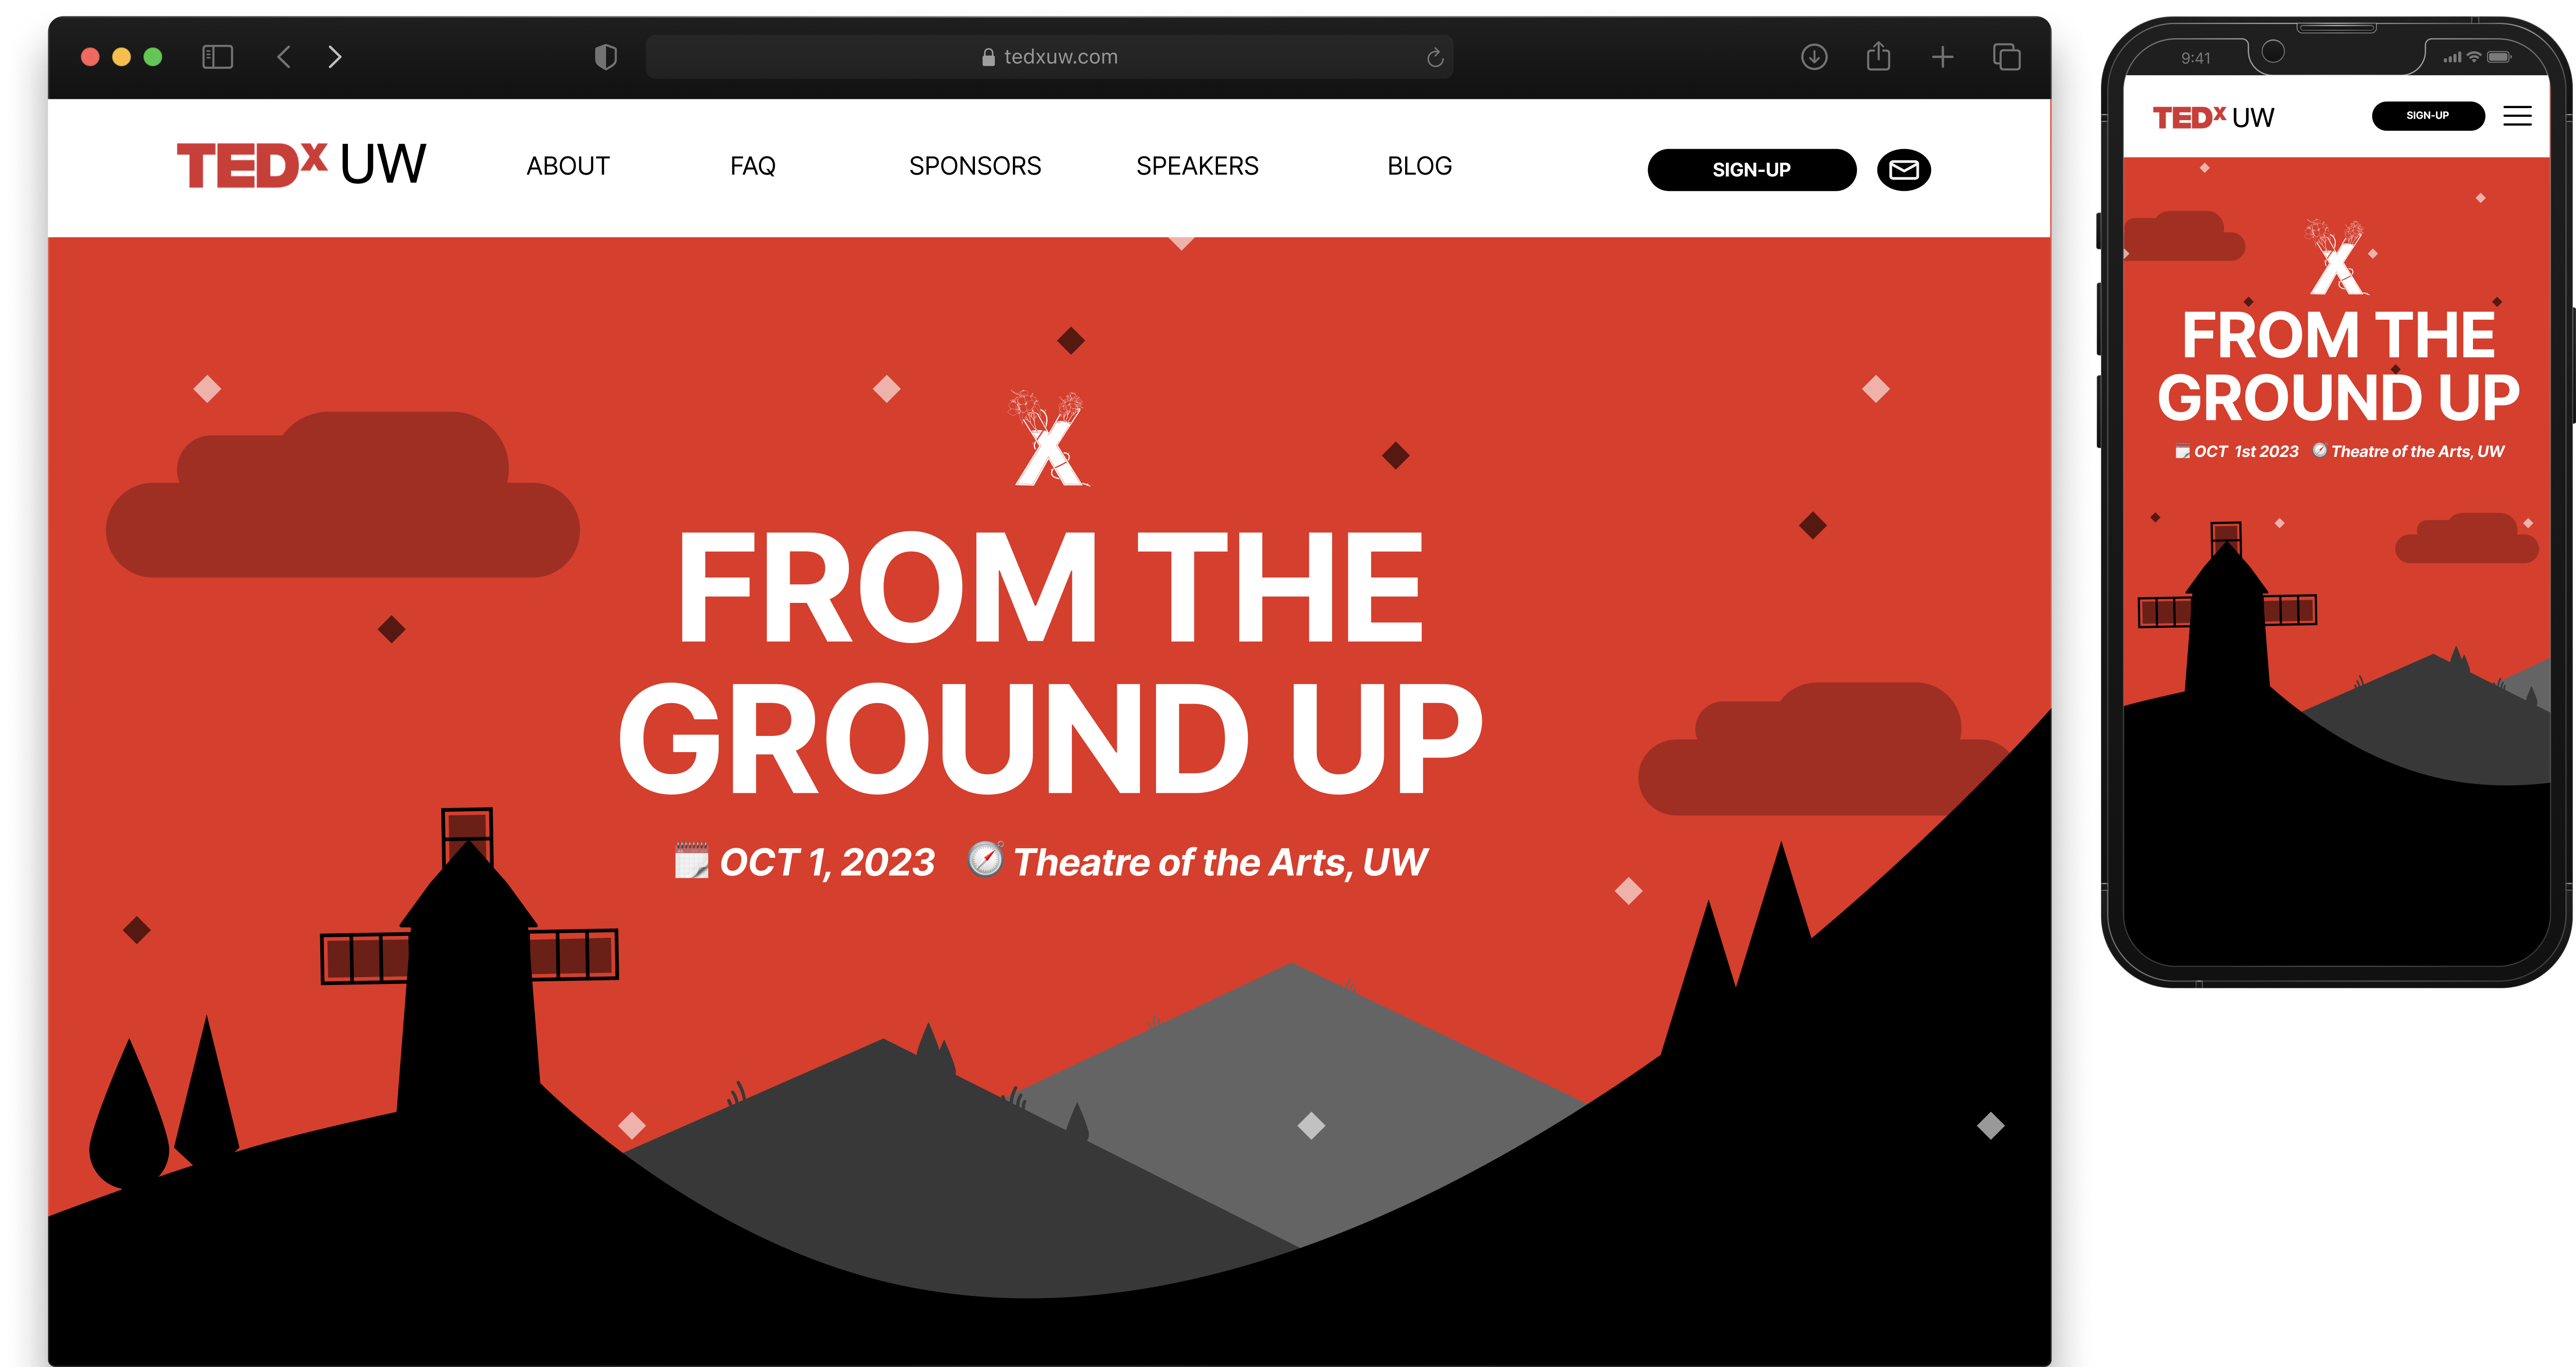 tedxuw.com
TEDx UW ABOUT FAQ SPONSORS SPEAKERS BLOG SIGN-UP
X
FROM THE
GROUND UP
OCT 1, 2023 Theatre of the Arts, UW
9:41
TEDx UW SIGN-UP
X
FROM THE
GROUND UP
OCT 1st 2023 Theatre of the Arts, UW